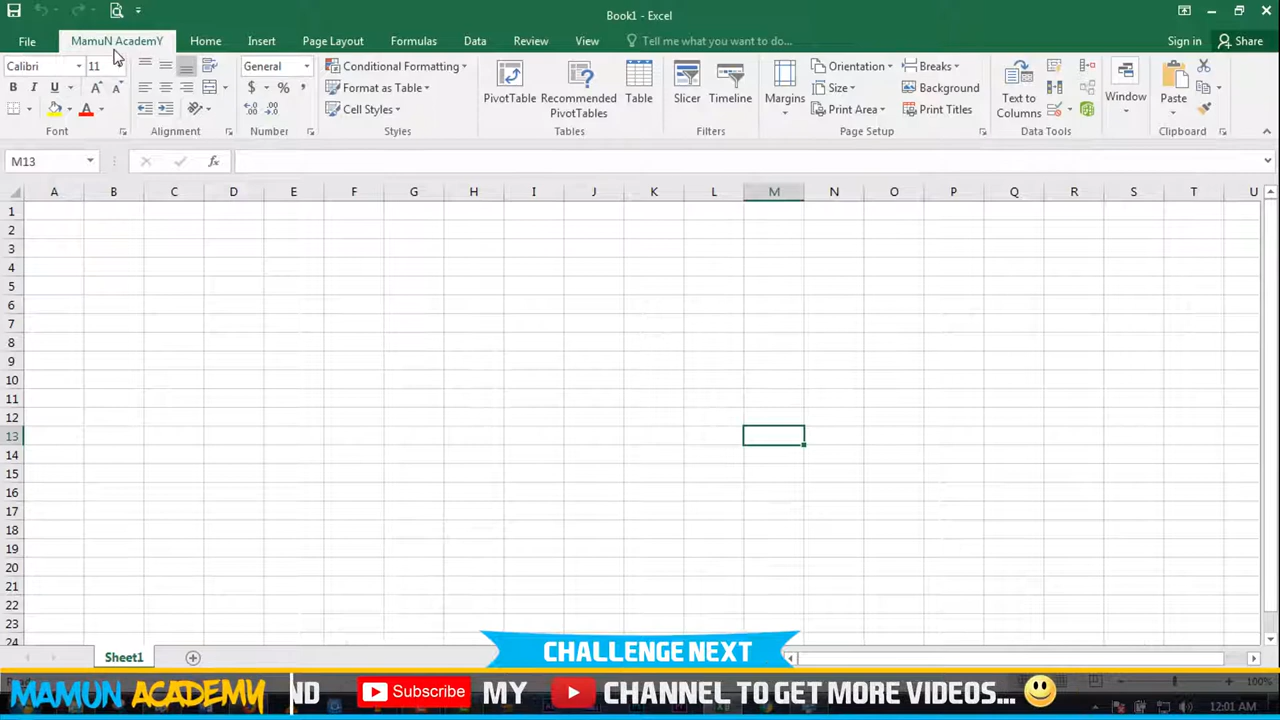 Book1 - Excel
File MamuN AcademY Home Insert Page Layout Formulas Data Review View Tell me what you want to do... Sign in Share
Calibri 11 General Conditional Formatting Orientation Breaks
B I U $ % Format as Table Size Background
A Cell Styles Print Area Print Titles
PivotTable Recommended PivotTables Table Slicer Timeline Margins Text to Columns Window Paste
Font Alignment Number Styles Tables Filters Page Setup Data Tools Clipboard
M13 fx
A B C D E F G H I J K L M N O P Q R S T U
1
2
3
4
5
6
7
8
9
10
11
12
13
14
15
16
17
18
19
20
21
22
23
24
Sheet1
CHALLENGE NEXT
100%
MAMUN ACADEMY ND Subscribe MY CHANNEL TO GET MORE VIDEOS...
12:01 AM